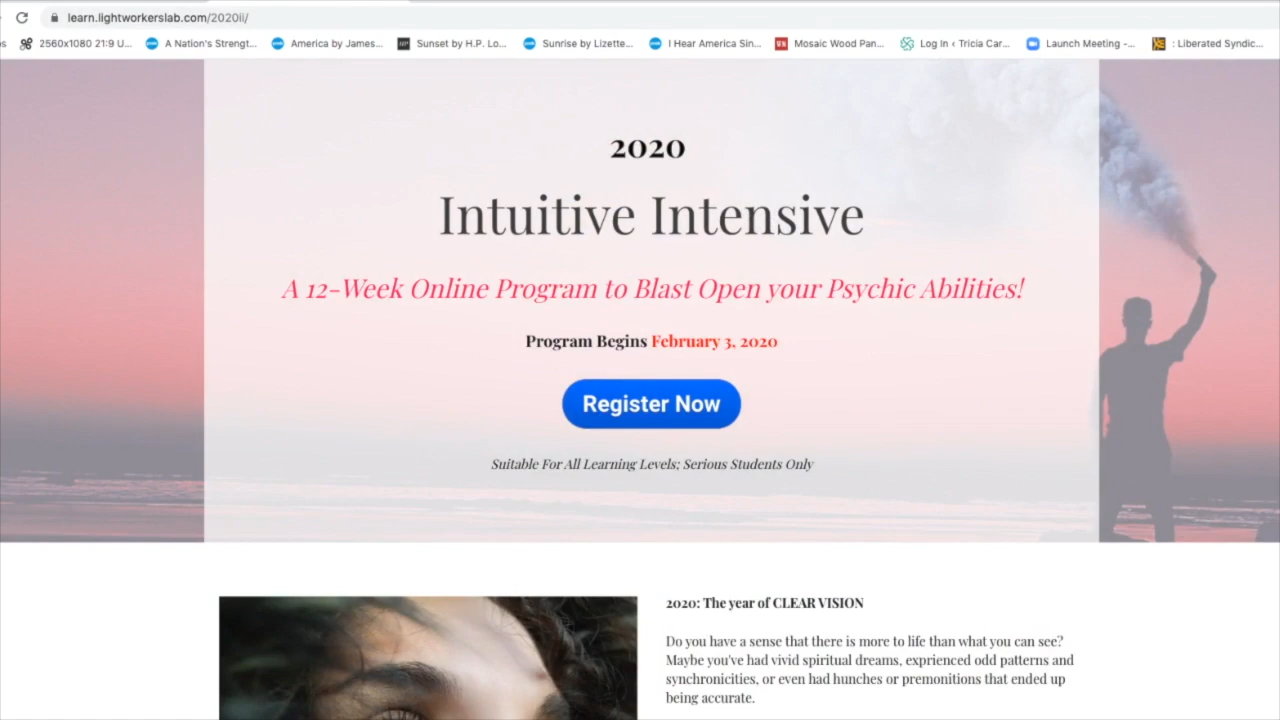 learn.lightworkerslab.com/2020ii/
2560x1080 21:9 U... A Nation's Strengt... America by James... Sunset by H.P. Lo... Sunrise by Lizette... I Hear America Sin... Mosaic Wood Pan... Log In ‹ Tricia Car... Launch Meeting -... : Liberated Syndic...
2020
Intuitive Intensive
A 12-Week Online Program to Blast Open your Psychic Abilities!
Program Begins February 3, 2020
Register Now
Suitable For All Learning Levels; Serious Students Only
2020: The year of CLEAR VISION
Do you have a sense that there is more to life than what you can see?
Maybe you've had vivid spiritual dreams, exprienced odd patterns and
synchronicities, or even had hunches or premonitions that ended up
being accurate.